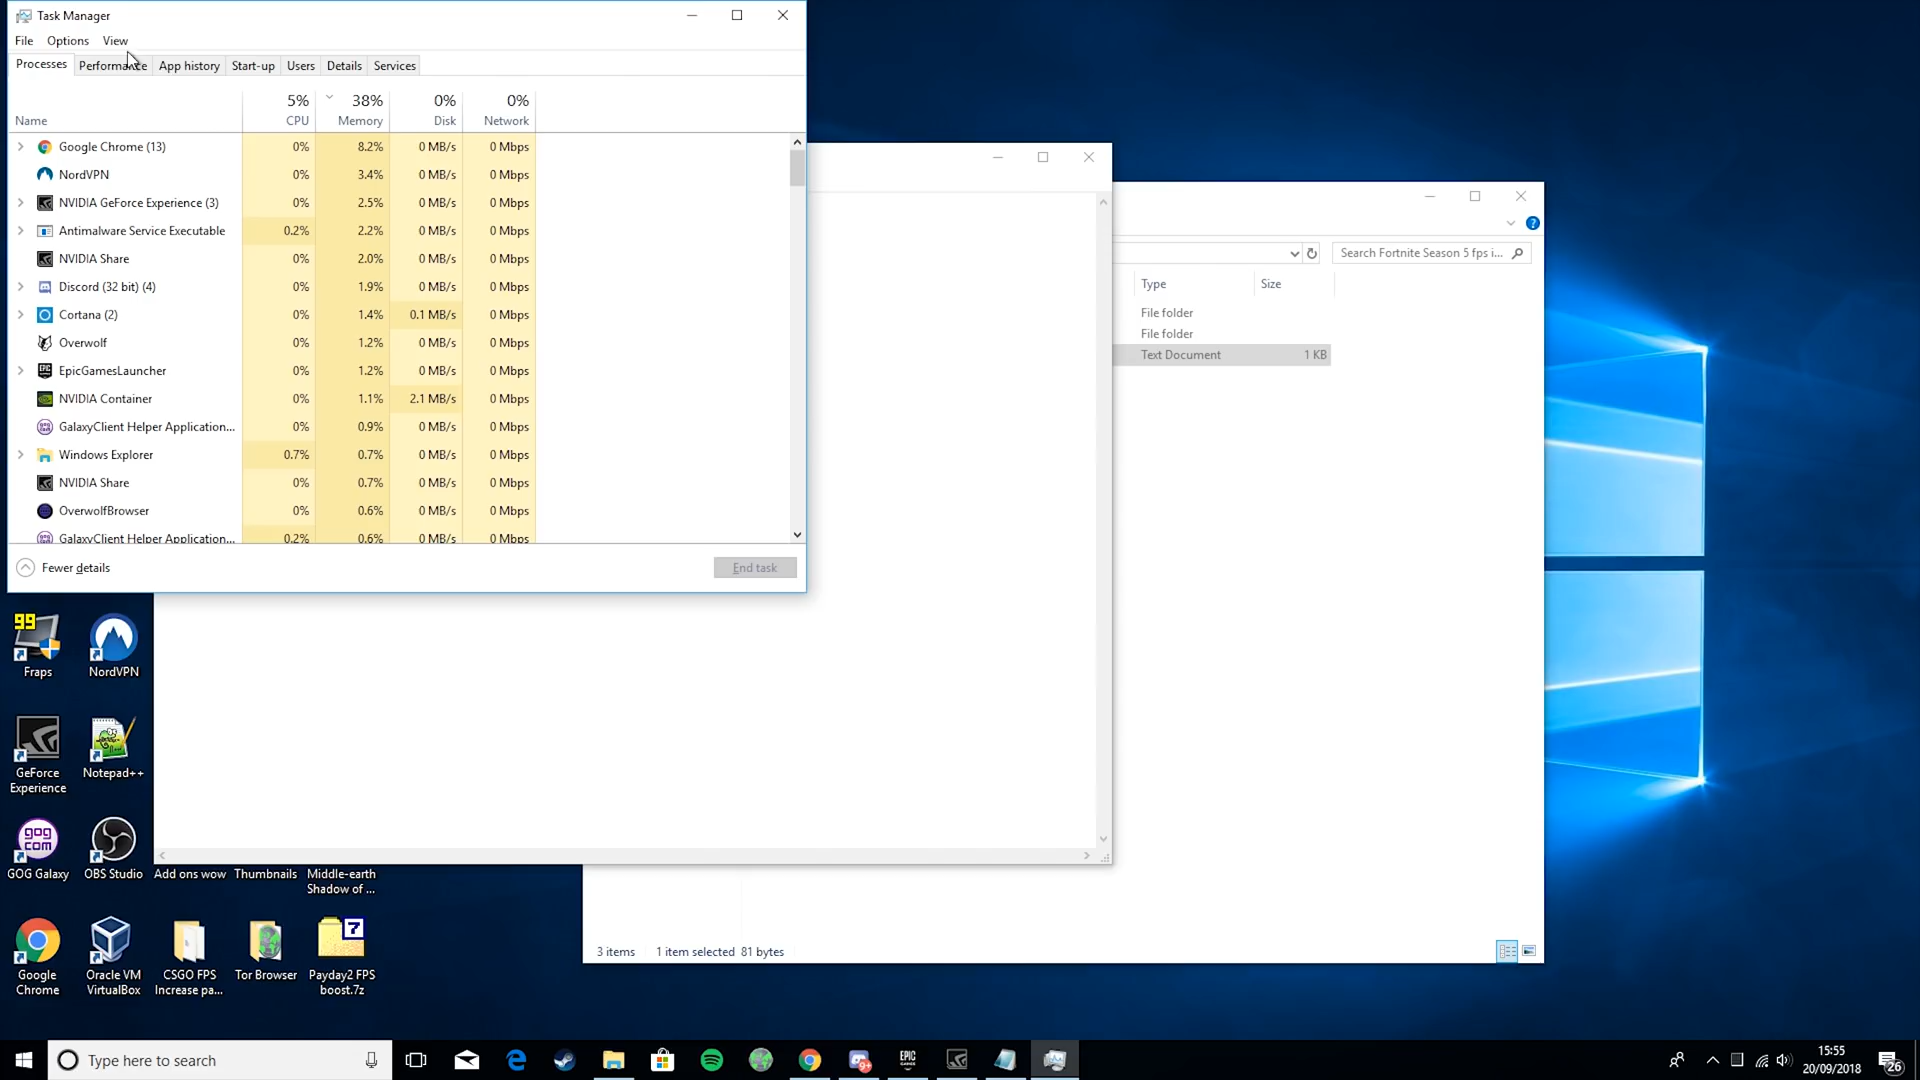 Task Manager
File Options View
Processes Performance App history Start-up Users Details Services
5% 38% 0% 0%
Name CPU Memory Disk Network
Google Chrome (13) 0% 8.2% 0 MB/s 0 Mbps
NordVPN 0% 3.4% 0 MB/s 0 Mbps
NVIDIA GeForce Experience (3) 0% 2.5% 0 MB/s 0 Mbps
Antimalware Service Executable 0.2% 2.2% 0 MB/s 0 Mbps
NVIDIA Share 0% 2.0% 0 MB/s 0 Mbps
Discord (32 bit) (4) 0% 1.9% 0 MB/s 0 Mbps
Cortana (2) 0% 1.4% 0.1 MB/s 0 Mbps
Overwolf 0% 1.2% 0 MB/s 0 Mbps
EpicGamesLauncher 0% 1.2% 0 MB/s 0 Mbps
NVIDIA Container 0% 1.1% 2.1 MB/s 0 Mbps
GalaxyClient Helper Application... 0% 0.9% 0 MB/s 0 Mbps
Windows Explorer 0.7% 0.7% 0 MB/s 0 Mbps
NVIDIA Share 0% 0.7% 0 MB/s 0 Mbps
OverwolfBrowser 0% 0.6% 0 MB/s 0 Mbps
GalaxyClient Helper Application... 0.2% 0.6% 0 MB/s 0 Mbps
Fewer details End task
Search Fortnite Season 5 fps i...
Type Size
File folder
File folder
Text Document 1 KB
3 items 1 item selected 81 bytes
99
Fraps
NordVPN
GeForce
Experience
Notepad++
gog
com
GOG Galaxy
OBS Studio
Add ons wow
Thumbnails
Middle-earth
Shadow of ...
Google
Chrome
Oracle VM
VirtualBox
CSGO FPS
Increase pa...
Tor Browser
7
Payday2 FPS
boost.7z
Type here to search
EPIC
GAMES
15:55
20/09/2018
26